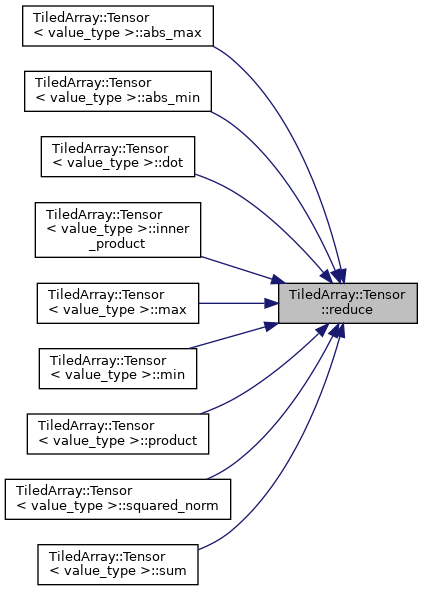 TiledArray::Tensor
< value_type >::abs_max
TiledArray::Tensor
< value_type >::abs_min
TiledArray::Tensor
< value_type >::dot
TiledArray::Tensor
< value_type >::inner
_product
TiledArray::Tensor
::reduce
TiledArray::Tensor
< value_type >::max
TiledArray::Tensor
< value_type >::min
TiledArray::Tensor
< value_type >::product
TiledArray::Tensor
< value_type >::squared_norm
TiledArray::Tensor
< value_type >::sum